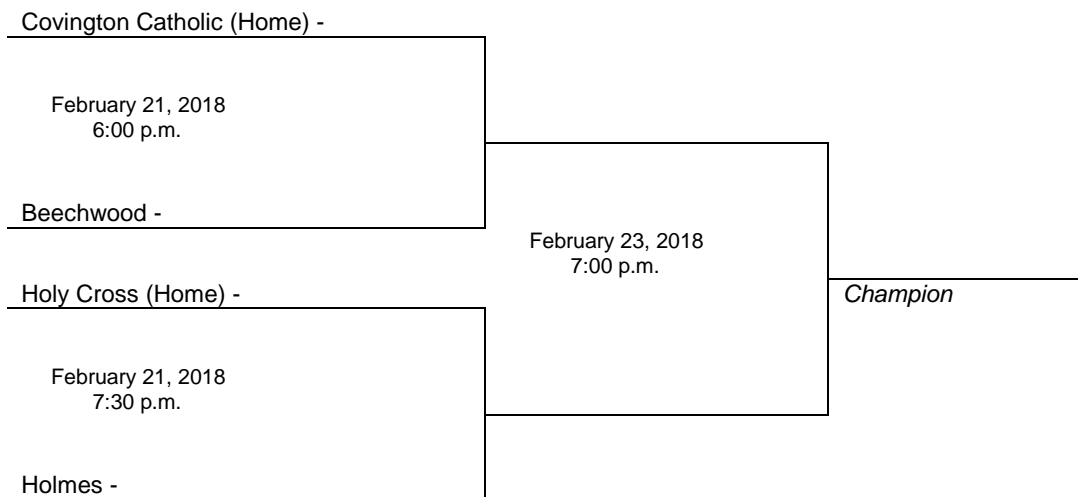 Covington Catholic (Home) -
February 21, 2018
6:00 p.m.
Beechwood -
February 23, 2018
7:00 p.m.
Holy Cross (Home) -
Champion
February 21, 2018
7:30 p.m.
Holmes -